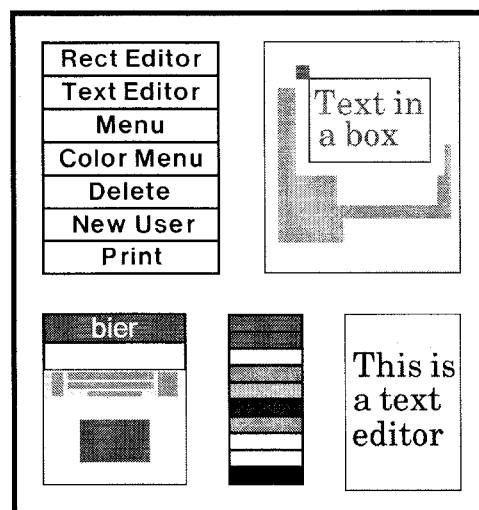 Rect Editor
Text Editor
Menu
Color Menu
Delete
New User
Print
Text in
a box
bier
This is
a text
editor